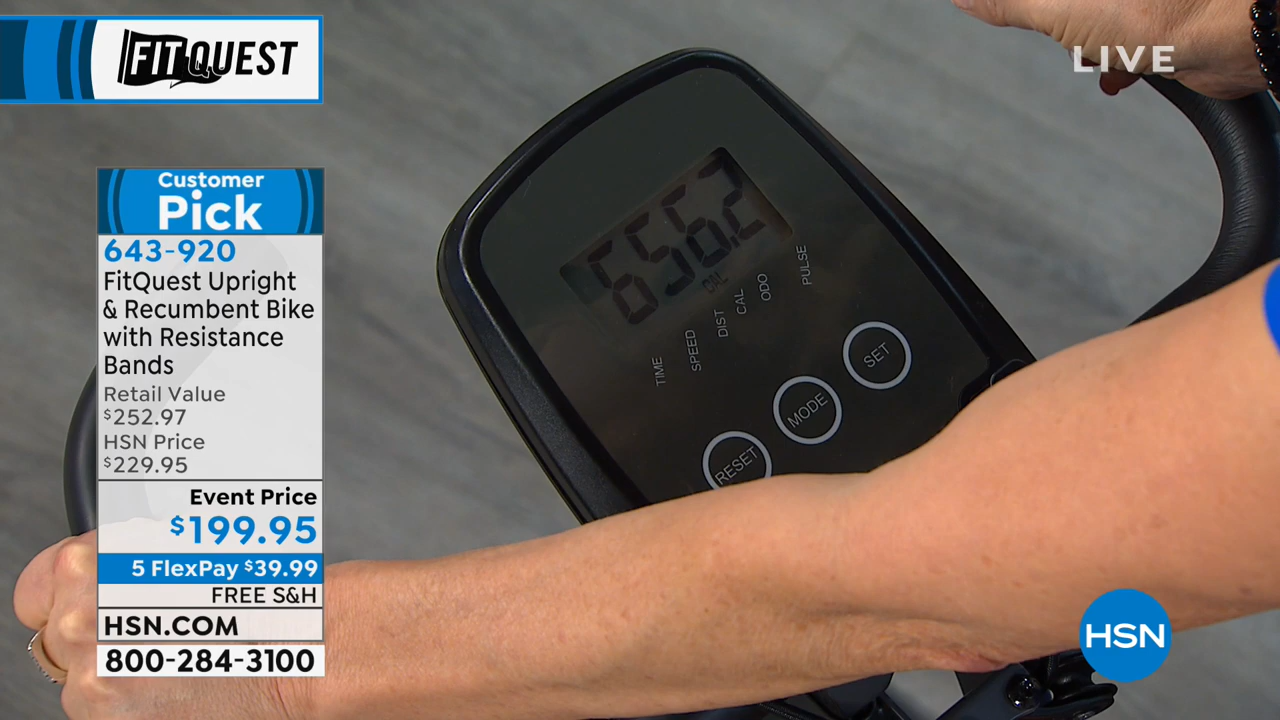 FITQUEST
LIVE
Customer
Pick
643-920
FitQuest Upright
& Recumbent Bike
with Resistance
Bands
Retail Value
$252.97
HSN Price
$229.95
Event Price
$199.95
5 FlexPay $39.99
FREE S&H
HSN.COM
800-284-3100
656.2
CAL
TIME
SPEED
DIST
CAL
ODO
PULSE
RESET
MODE
SET
HSN